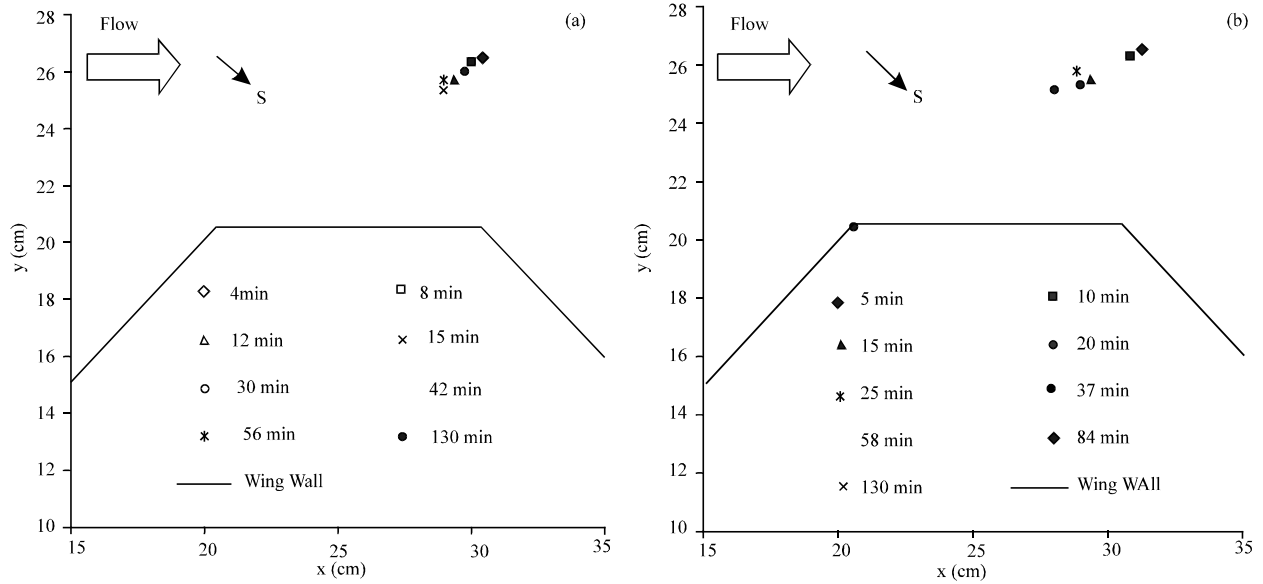 (a)
Flow
S
28
26
24
22
20
18
16
14
12
10
y (cm)
4min
8 min
12 min
15 min
30 min
42 min
56 min
130 min
Wing Wall
15
20
25
30
35
x (cm)
(b)
Flow
S
28
26
24
22
20
18
16
14
12
10
y (cm)
5 min
10 min
15 min
20 min
25 min
37 min
58 min
84 min
130 min
Wing WAll
15
20
25
30
35
x (cm)